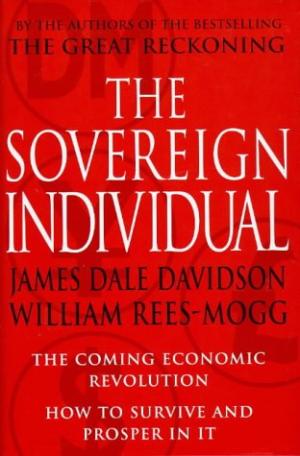 BY THE AUTHORS OF THE BESTSELLING
THE GREAT RECKONING
DM
THE
SOVEREIGN
INDIVIDUAL
JAMES DALE DAVIDSON
WILLIAM REES-MOGG
£
$
THE COMING ECONOMIC
REVOLUTION
HOW TO SURVIVE AND
PROSPER IN IT